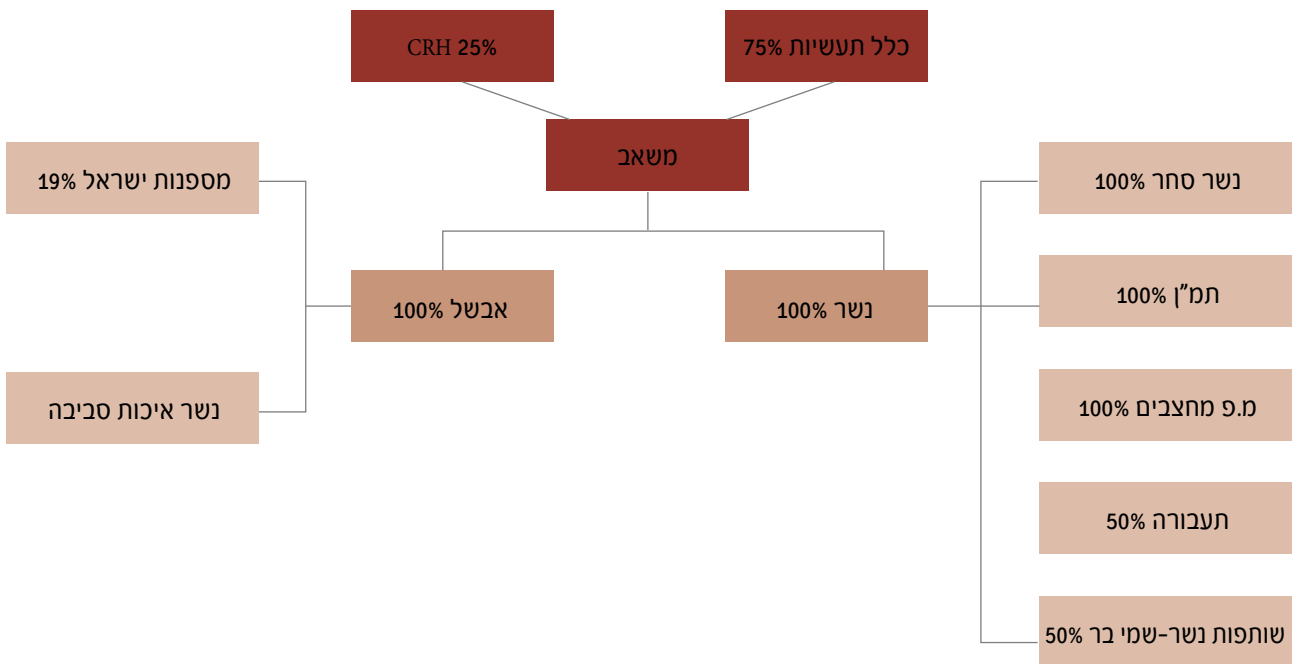 כלל תעשיות 75%
CRH 25%
משאב
נשר 100%
אבשל 100%
נשר סחר 100%
תמ"ן 100%
מ.פ מחצבים 100%
תעבורה 50%
שותפות נשר-שמי בר 50%
מספנות ישראל 19%
נשר איכות סביבה